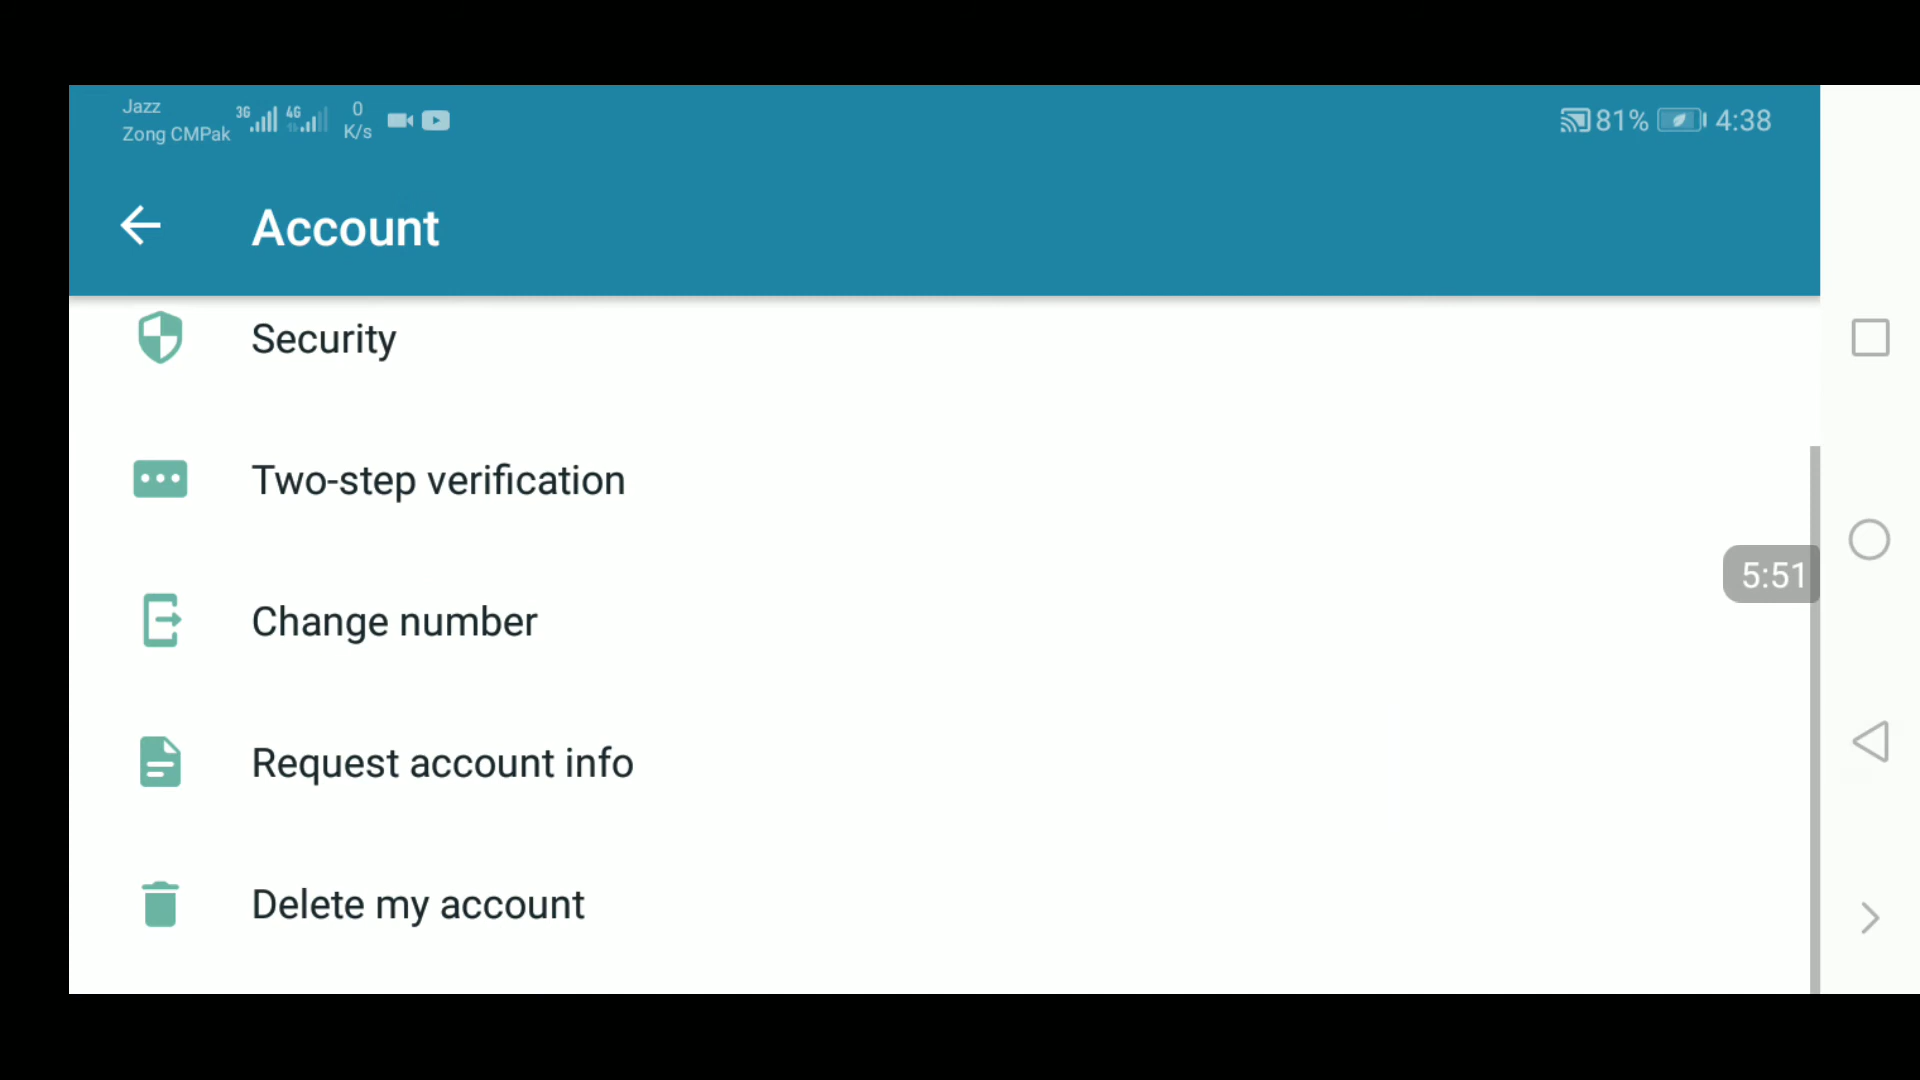 Jazz
Zong CMPak
3G 4G
0
K/s
81% 4:38
Account
Security
Two-step verification
5:51
Change number
Request account info
Delete my account